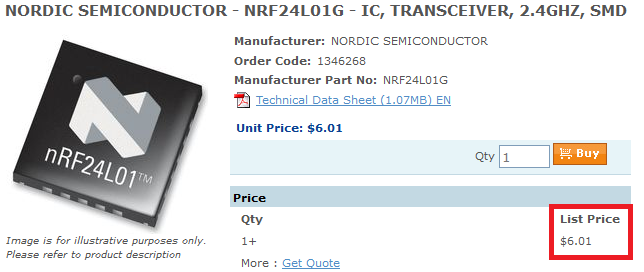 NORDIC SEMICONDUCTOR - NRF24L01G - IC, TRANSCEIVER, 2.4GHZ, SMD
Manufacturer: NORDIC SEMICONDUCTOR
Order Code: 1346268
Manufacturer Part No: NRF24L01G
Technical Data Sheet (1.07MB) EN
Unit Price: $6.01
Qty 1 Buy
nRF24L01™
Price
Qty List Price
1+ $6.01
More : Get Quote
Image is for illustrative purposes only.
Please refer to product description